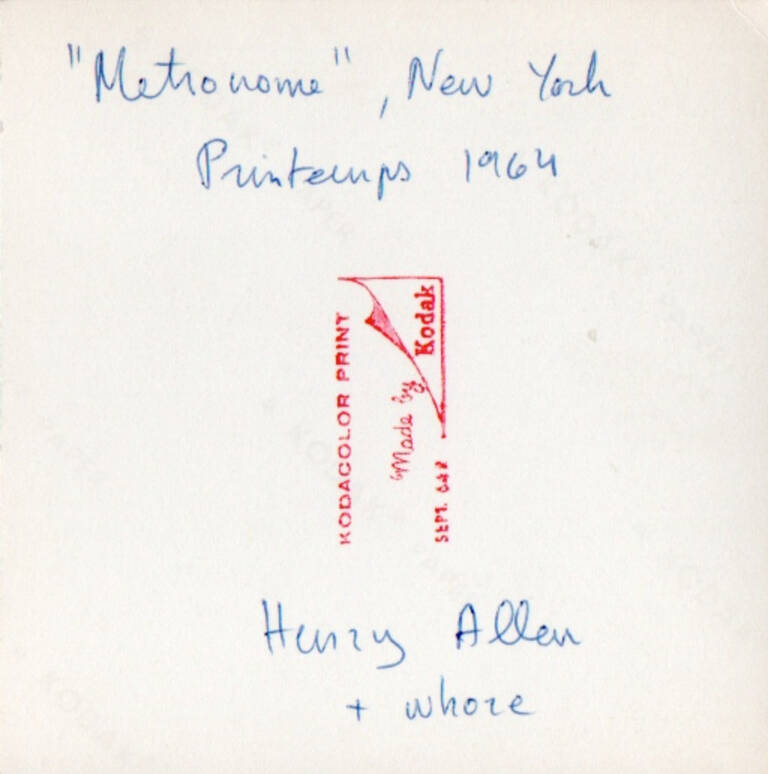 "Metronome", New York
Printemps 1964
KODACOLOR PRINT
Made by
Kodak
SEPT. 64
Henry Allen
+ whore